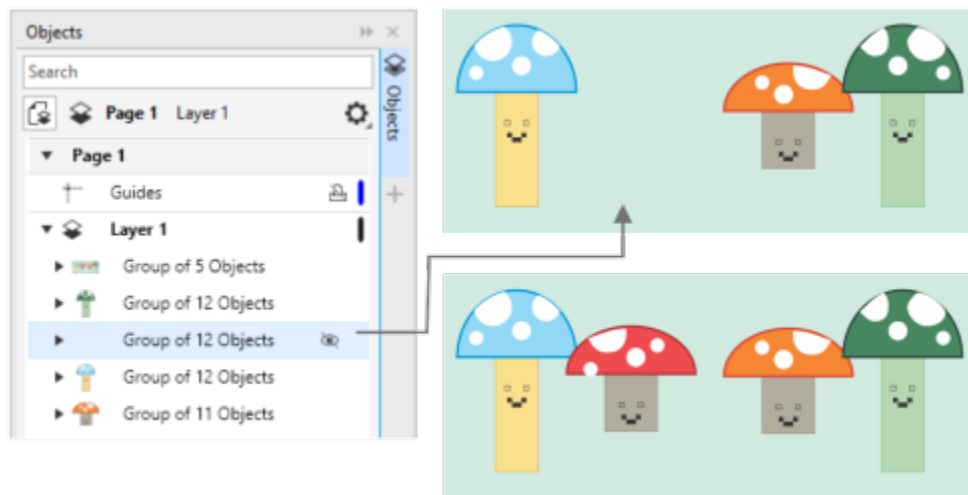 Objects
Search
Page 1 Layer 1
Objects
Page 1
Guides
Layer 1
Group of 5 Objects
Group of 12 Objects
Group of 12 Objects
Group of 12 Objects
Group of 11 Objects